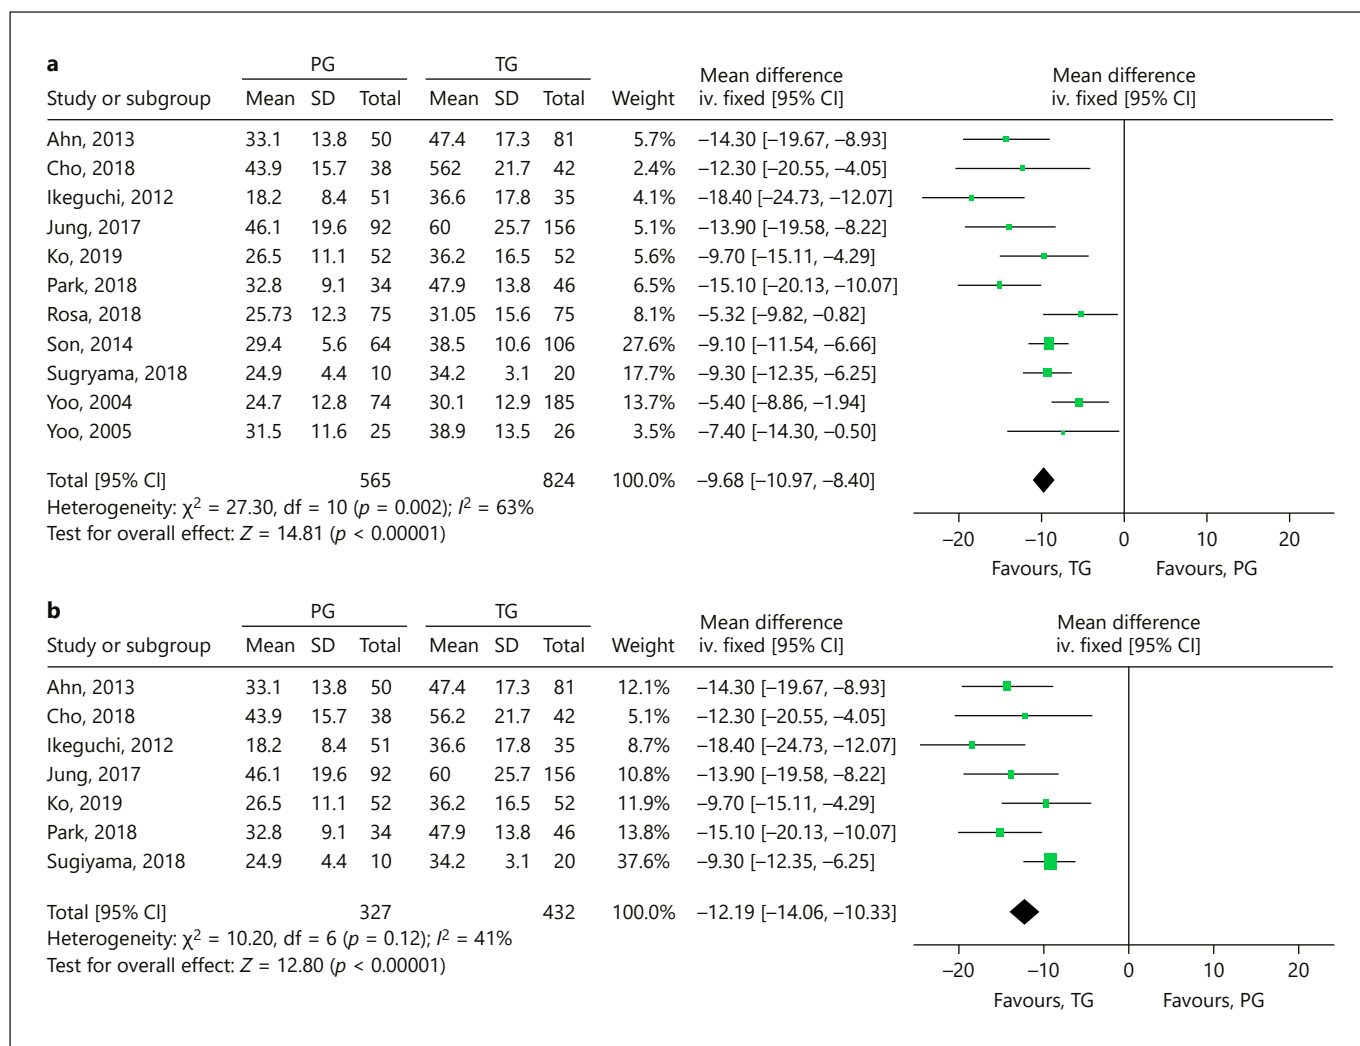 a PG TG Mean difference Mean difference
Study or subgroup Mean SD Total Mean SD Total Weight iv. fixed [95% CI] iv. fixed [95% CI]
Ahn, 2013 33.1 13.8 50 47.4 17.3 81 5.7% −14.30 [−19.67, −8.93]
Cho, 2018 43.9 15.7 38 562 21.7 42 2.4% −12.30 [−20.55, −4.05]
Ikeguchi, 2012 18.2 8.4 51 36.6 17.8 35 4.1% −18.40 [−24.73, −12.07]
Jung, 2017 46.1 19.6 92 60 25.7 156 5.1% −13.90 [−19.58, −8.22]
Ko, 2019 26.5 11.1 52 36.2 16.5 52 5.6% −9.70 [−15.11, −4.29]
Park, 2018 32.8 9.1 34 47.9 13.8 46 6.5% −15.10 [−20.13, −10.07]
Rosa, 2018 25.73 12.3 75 31.05 15.6 75 8.1% −5.32 [−9.82, −0.82]
Son, 2014 29.4 5.6 64 38.5 10.6 106 27.6% −9.10 [−11.54, −6.66]
Sugryama, 2018 24.9 4.4 10 34.2 3.1 20 17.7% −9.30 [−12.35, −6.25]
Yoo, 2004 24.7 12.8 74 30.1 12.9 185 13.7% −5.40 [−8.86, −1.94]
Yoo, 2005 31.5 11.6 25 38.9 13.5 26 3.5% −7.40 [−14.30, −0.50]
Total [95% CI] 565 824 100.0% −9.68 [−10.97, −8.40]
Heterogeneity: χ² = 27.30, df = 10 (p = 0.002); I² = 63%
Test for overall effect: Z = 14.81 (p < 0.00001)
−20 −10 0 10 20
Favours, TG Favours, PG
b PG TG Mean difference Mean difference
Study or subgroup Mean SD Total Mean SD Total Weight iv. fixed [95% CI] iv. fixed [95% CI]
Ahn, 2013 33.1 13.8 50 47.4 17.3 81 12.1% −14.30 [−19.67, −8.93]
Cho, 2018 43.9 15.7 38 56.2 21.7 42 5.1% −12.30 [−20.55, −4.05]
Ikeguchi, 2012 18.2 8.4 51 36.6 17.8 35 8.7% −18.40 [−24.73, −12.07]
Jung, 2017 46.1 19.6 92 60 25.7 156 10.8% −13.90 [−19.58, −8.22]
Ko, 2019 26.5 11.1 52 36.2 16.5 52 11.9% −9.70 [−15.11, −4.29]
Park, 2018 32.8 9.1 34 47.9 13.8 46 13.8% −15.10 [−20.13, −10.07]
Sugiyama, 2018 24.9 4.4 10 34.2 3.1 20 37.6% −9.30 [−12.35, −6.25]
Total [95% CI] 327 432 100.0% −12.19 [−14.06, −10.33]
Heterogeneity: χ² = 10.20, df = 6 (p = 0.12); I² = 41%
Test for overall effect: Z = 12.80 (p < 0.00001)
−20 −10 0 10 20
Favours, TG Favours, PG